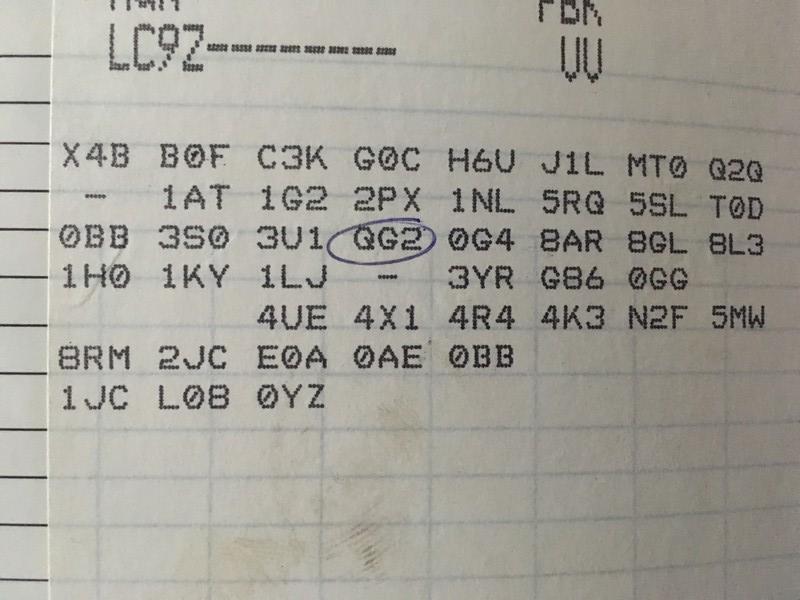 LC9Z-------- VV
X4B B0F C3K G0C H6U J1L MT0 Q2Q
- 1AT 1G2 2PX 1NL 5RQ 5SL T0D
0BB 3S0 3U1 QG2 0G4 8AR 8GL 8L3
1H0 1KY 1LJ - 3YR G86 0GG
4UE 4X1 4R4 4K3 N2F 5MW
8RM 2JC E0A 0AE 0BB
1JC L08 0YZ